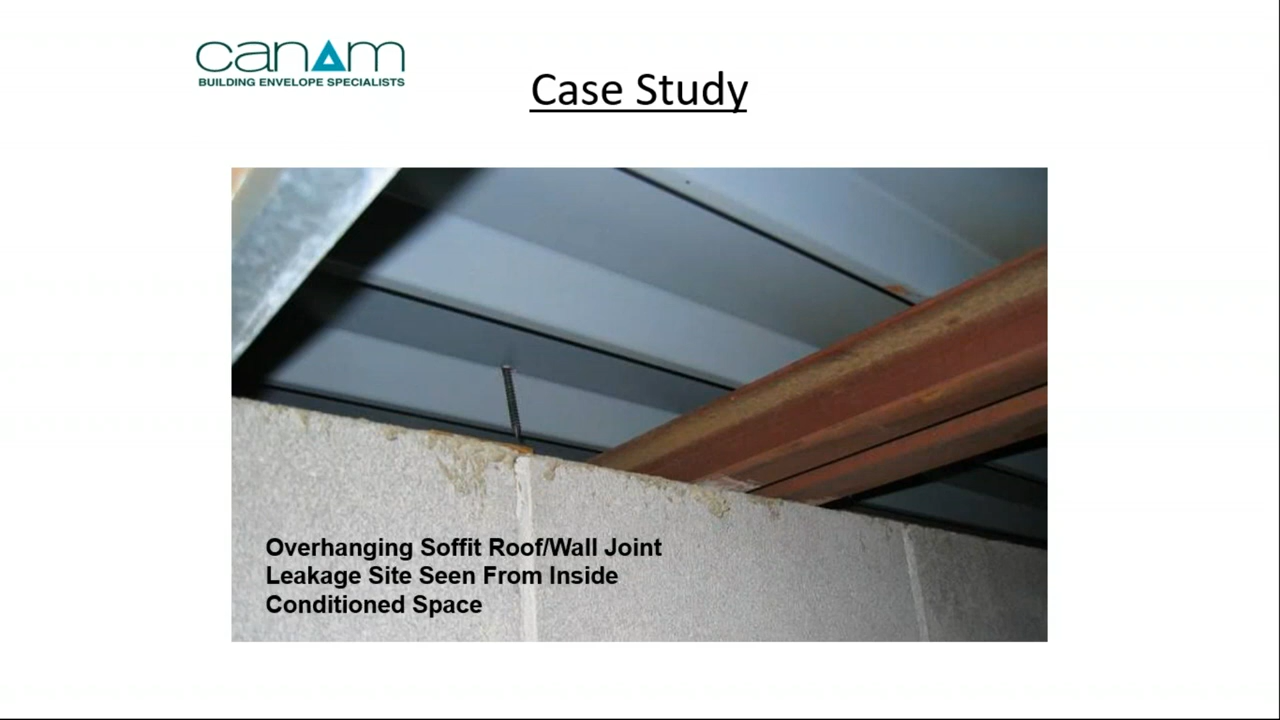 canam
BUILDING ENVELOPE SPECIALISTS
Case Study
Overhanging Soffit Roof/Wall Joint
Leakage Site Seen From Inside
Conditioned Space